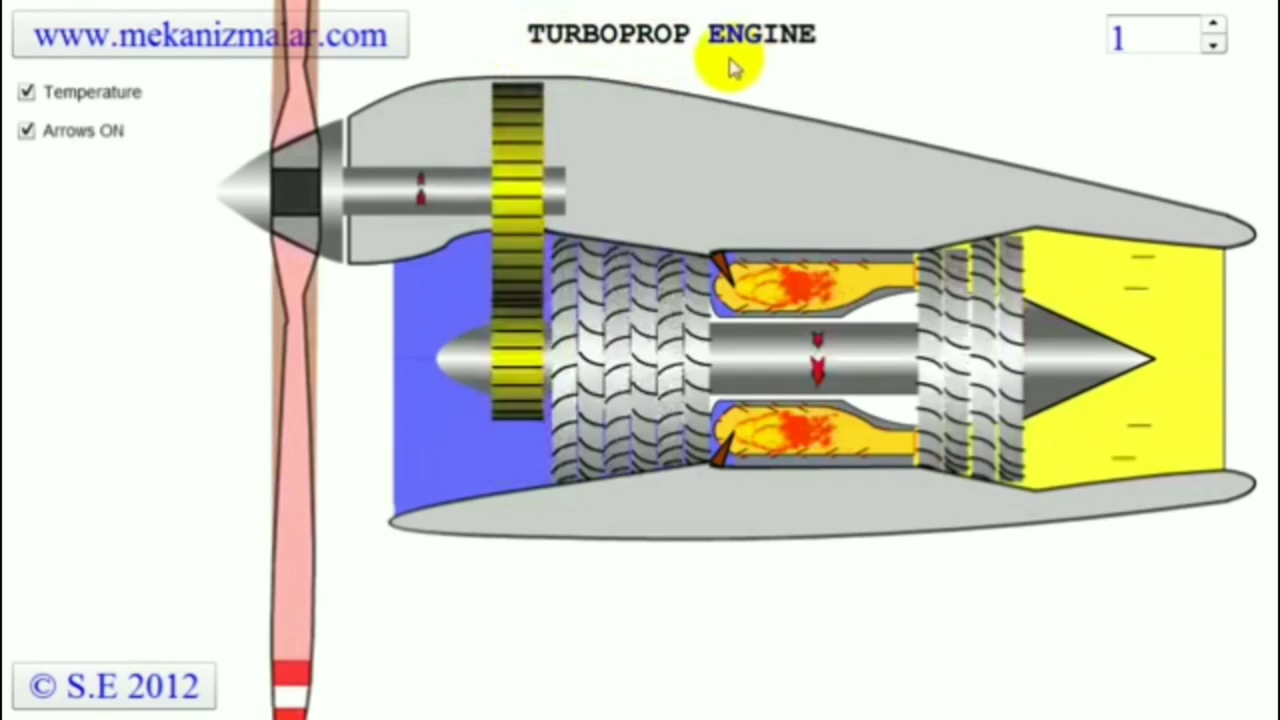 www.mekanizmalar.com
TURBOPROP ENGINE
1
Temperature
Arrows ON
© S.E 2012